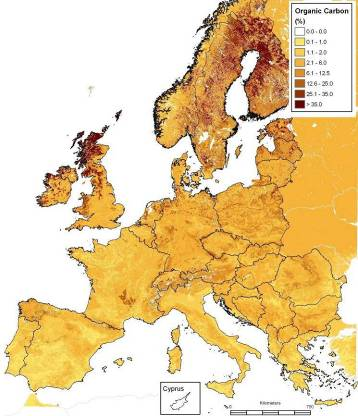 Organic Carbon
(%)
0.0 - 0.0
0.1 - 1.0
1.1 - 2.0
2.1 - 6.0
6.1 - 12.5
12.6 - 25.0
25.1 - 35.0
> 35.0
Cyprus
Kilometers